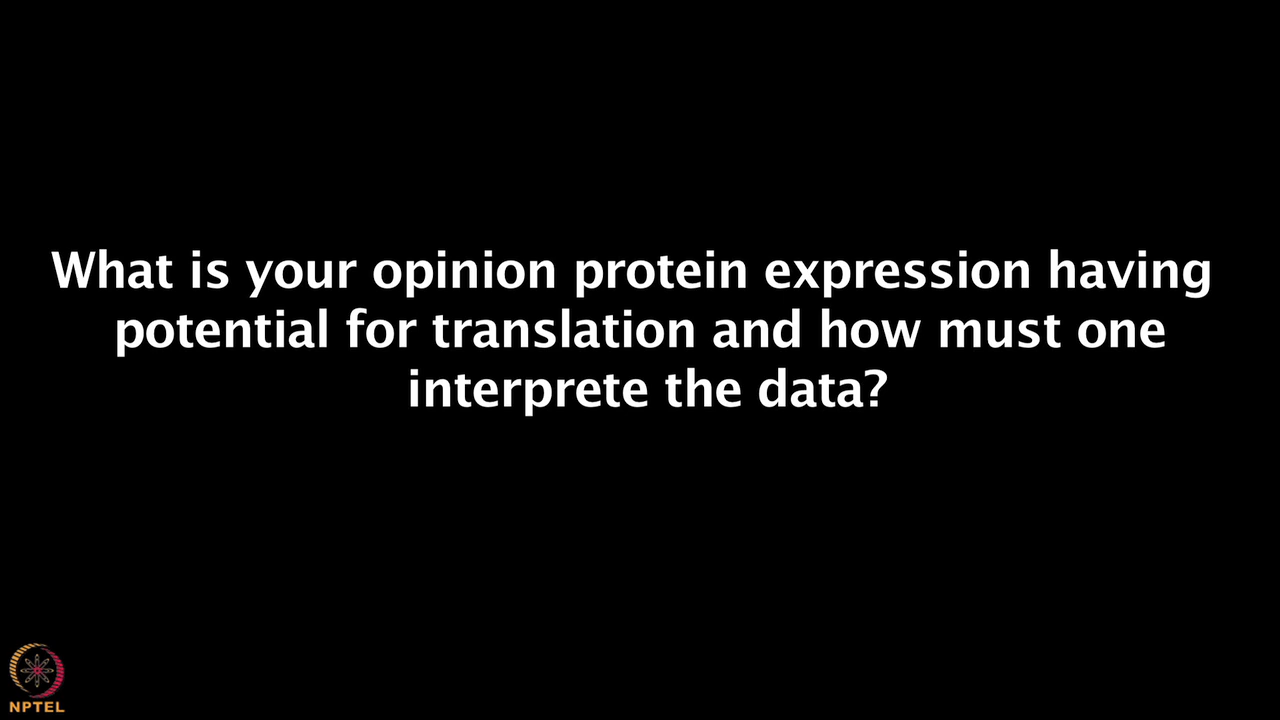 What is your opinion protein expression having
potential for translation and how must one
interprete the data?
NPTEL